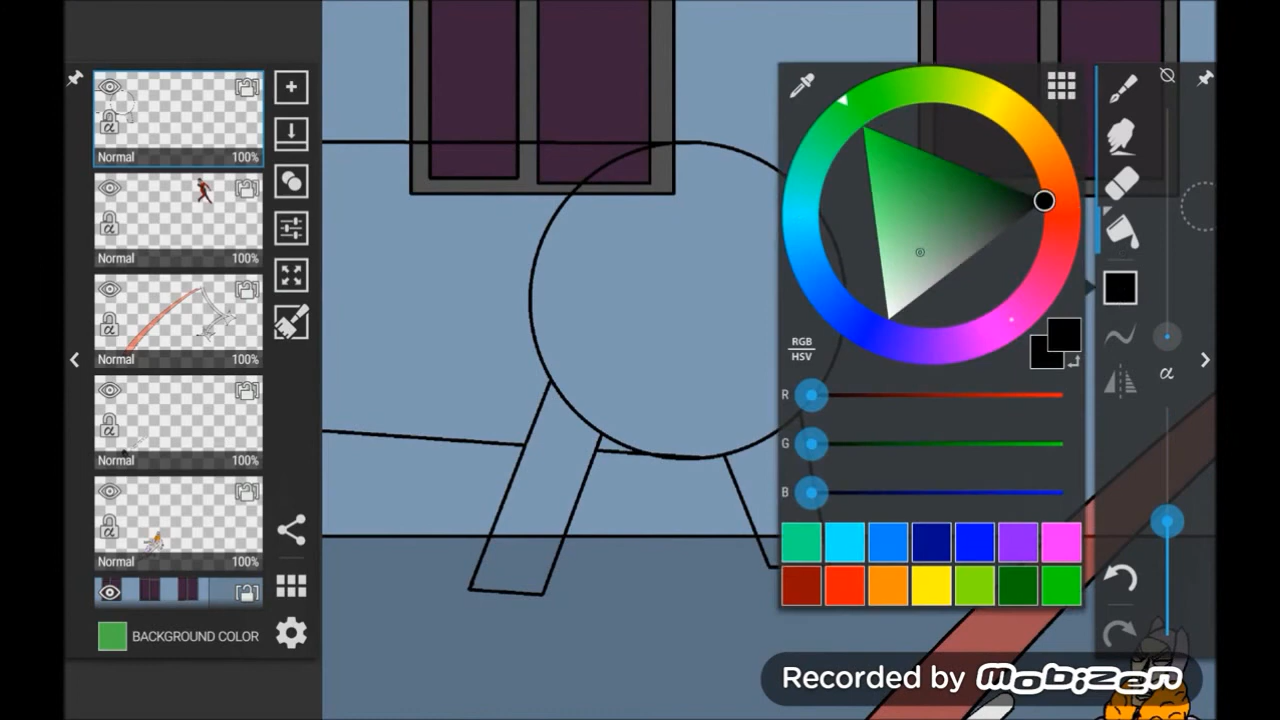 Normal 100%
Normal 100%
Normal 100%
Normal 100%
Normal 100%
BACKGROUND COLOR
RGB
HSV
R
G
B
α
α
α
α
α
α
Recorded by mobizen